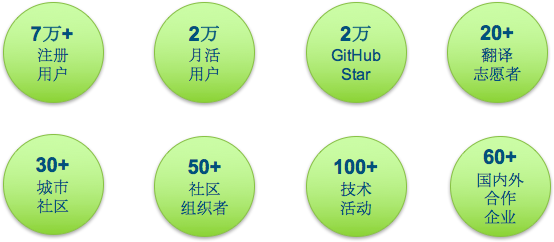 7万+
注册
用户
2万
月活
用户
2万
GitHub
Star
20+
翻译
志愿者
30+
城市
社区
50+
社区
组织者
100+
技术
活动
60+
国内外
合作
企业